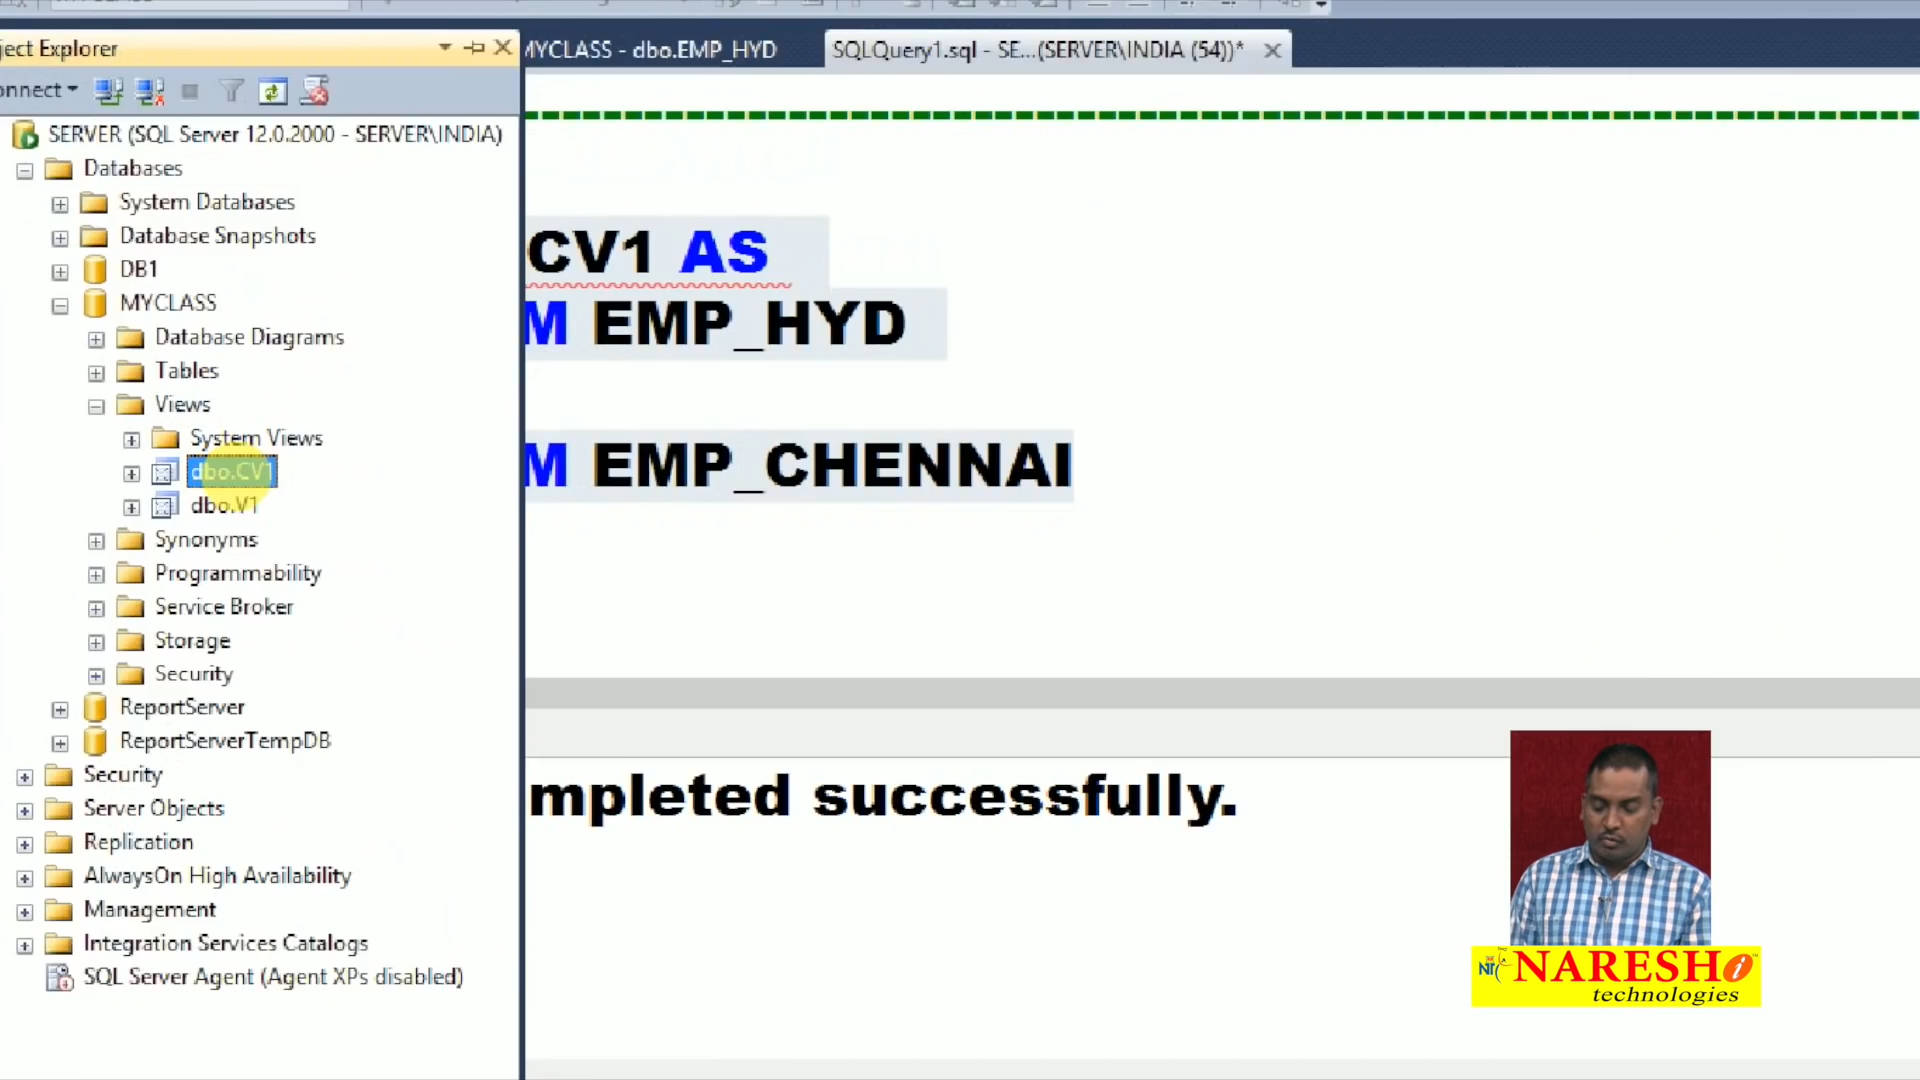 ject Explorer
MYCLASS - dbo.EMP_HYD
SQLQuery1.sql - SE...(SERVER\INDIA (54))*
onnect
SERVER (SQL Server 12.0.2000 - SERVER\INDIA)
Databases
System Databases
Database Snapshots
DB1
MYCLASS
Database Diagrams
Tables
Views
System Views
dbo.CV1
dbo.V1
Synonyms
Programmability
Service Broker
Storage
Security
ReportServer
ReportServerTempDB
Security
Server Objects
Replication
AlwaysOn High Availability
Management
Integration Services Catalogs
SQL Server Agent (Agent XPs disabled)
CV1 AS
M EMP_HYD
M EMP_CHENNAI
mpleted successfully.
NARESH i
technologies